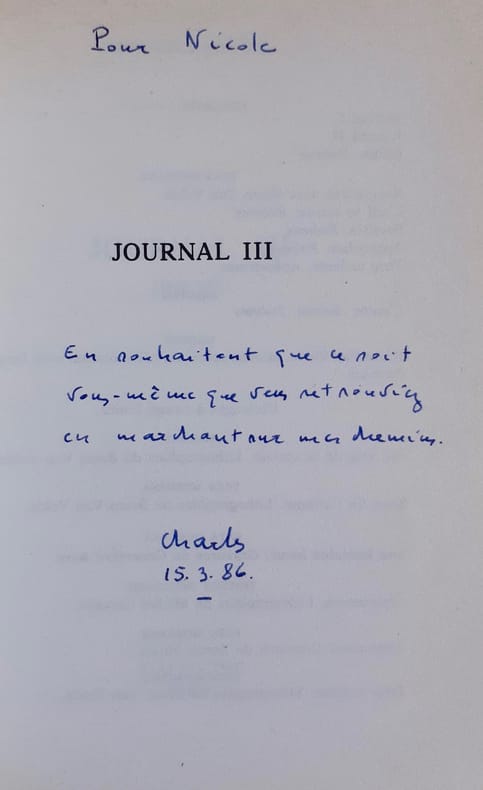 Pour Nicole
JOURNAL III
En souhaitant que ce soit
vous-même que vous retrouviez
en marchant sur mes chemins.
Charles
15. 3. 86.